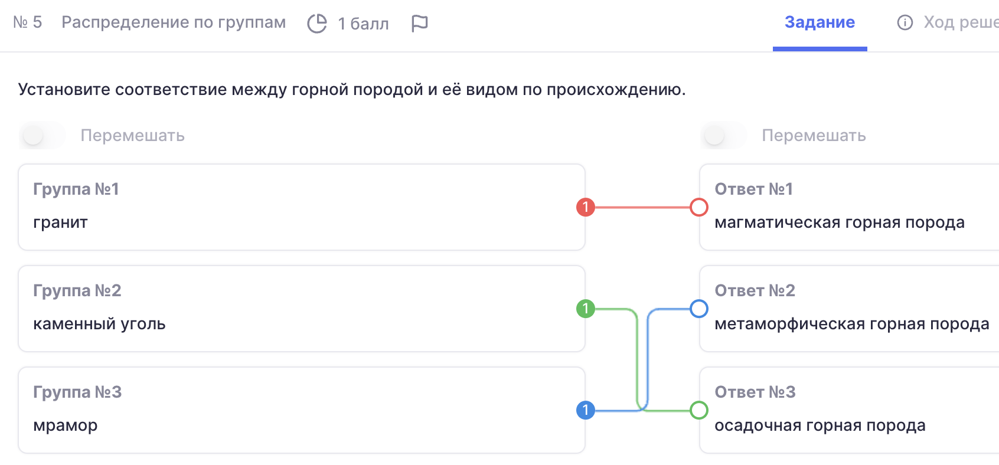 № 5 Распределение по группам 1 балл Задание Ход реше
Установите соответствие между горной породой и её видом по происхождению.
Перемешать Перемешать
Группа №1
гранит
1
Ответ №1
магматическая горная порода
Группа №2
каменный уголь
1
Ответ №2
метаморфическая горная порода
Группа №3
мрамор
1
Ответ №3
осадочная горная порода